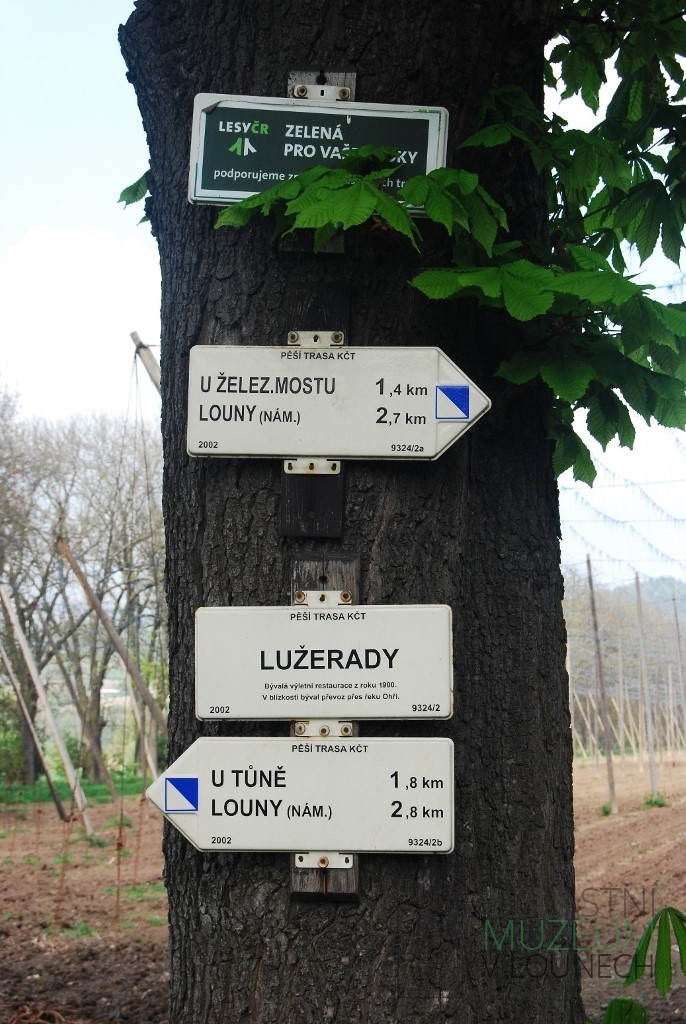 LESYČR
ZELENÁ
PRO
podporujeme
PĚŠÍ TRASA KČT
U ŽELEZ.MOSTU 1,4 km
LOUNY (NÁM.) 2,7 km
2002 9324/2a
PĚŠÍ TRASA KČT
LUŽERADY
Bývalá výletní restaurace z roku 1900.
V blízkosti býval převoz přes řeku Ohři.
2002 9324/2
PĚŠÍ TRASA KČT
U TŮNĚ 1,8 km
LOUNY (NÁM.) 2,8 km
2002 9324/2b
MUZEUM
V LOUNECH